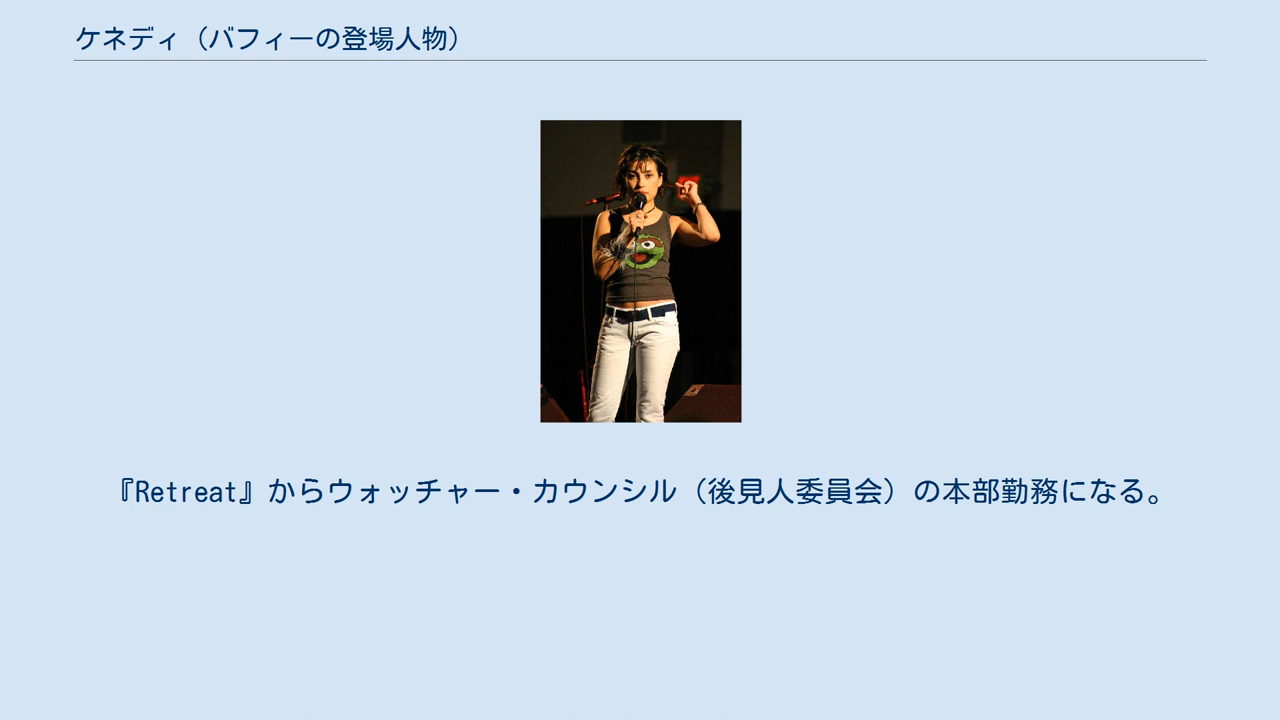 ケネディ（バフィーの登場人物）
『Retreat』からウォッチャー・カウンシル（後見人委員会）の本部勤務になる。